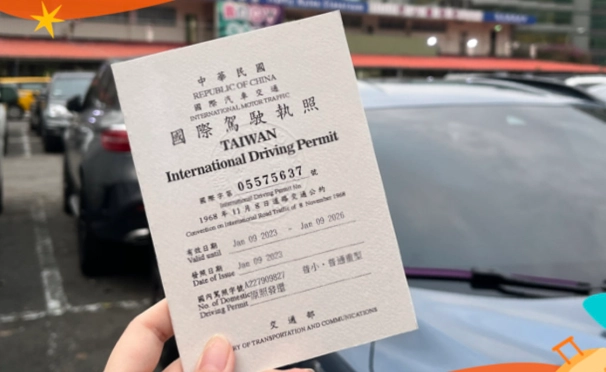 中華民國
REPUBLIC OF CHINA
國際汽車交通
INTERNATIONAL MOTOR TRAFFIC
國際駕駛執照
TAIWAN
International Driving Permit
國際字第 05575637 號
International Driving Permit No
1968 年 11 月 8 日道路交通公約
Convention on International Road Traffic of 8 November 1968
有效日期 Jan 09 2023 - Jan 09 2026
Valid until
發照日期 Jan 09 2023
Date of Issue
國內駕照字號 A227909827 普小、普通重型
No. of Domestic
Driving Permit
交通部
RY OF TRANSPORTATION AND COMMUNICATIONS